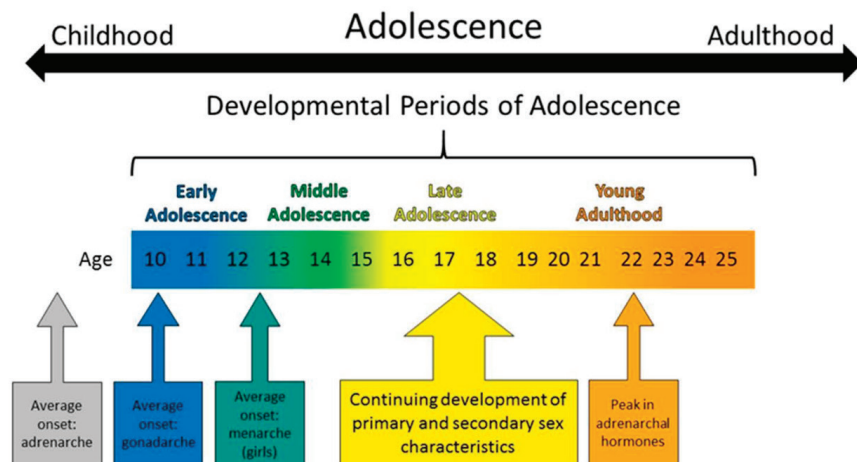 Childhood Adolescence Adulthood
Developmental Periods of Adolescence
Early Adolescence
Middle Adolescence
Late Adolescence
Young Adulthood
Age 10 11 12 13 14 15 16 17 18 19 20 21 22 23 24 25
Average
onset:
adrenarche
Average
onset:
gonadarche
Average
onset:
menarche
(girls)
Continuing development of
primary and secondary sex
characteristics
Peak in
adrenarchal
hormones